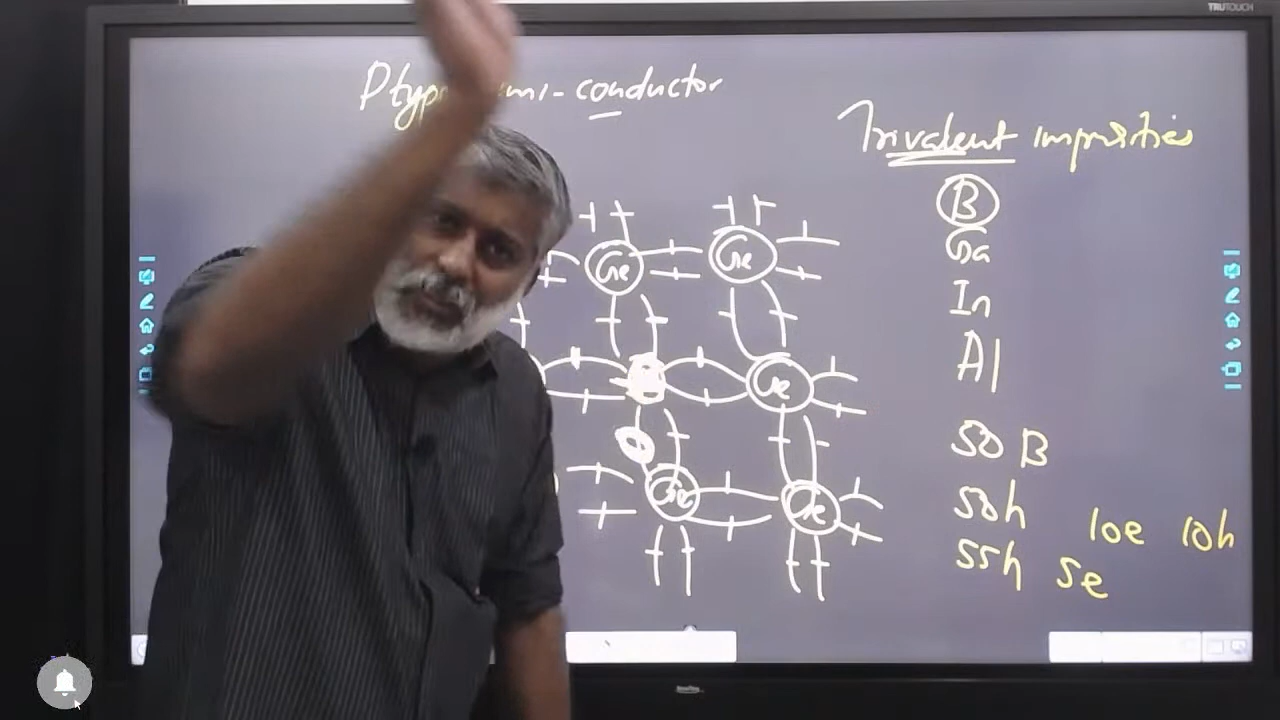 TRUTOUCH
P type semi-conductor
Trivalent impurities
B
Ga
In
Al
Ge Ge
Ge
Ge Ge
50 B
50h 10e 10h
55h 5e